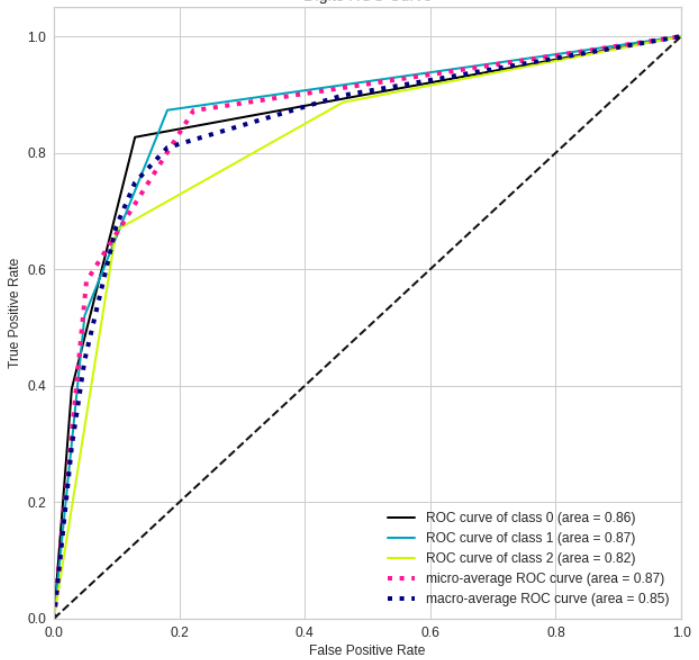 1.0
0.8
0.6
0.4
0.2
0.0
True Positive Rate
ROC curve of class 0 (area = 0.86)
ROC curve of class 1 (area = 0.87)
ROC curve of class 2 (area = 0.82)
micro-average ROC curve (area = 0.87)
macro-average ROC curve (area = 0.85)
0.0 0.2 0.4 0.6 0.8 1.0
False Positive Rate